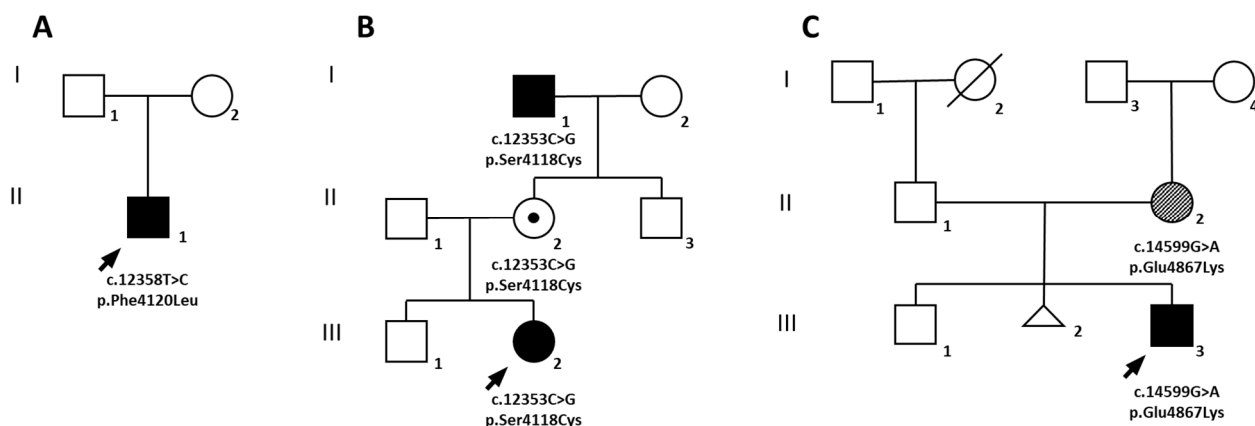 A
I
1
2
II
1
c.12358T>C
p.Phe4120Leu
B
I
1
2
c.12353C>G
p.Ser4118Cys
II
1
2
3
c.12353C>G
p.Ser4118Cys
III
1
2
c.12353C>G
p.Ser4118Cys
C
I
1
2
3
4
II
1
2
c.14599G>A
p.Glu4867Lys
III
1
2
3
c.14599G>A
p.Glu4867Lys